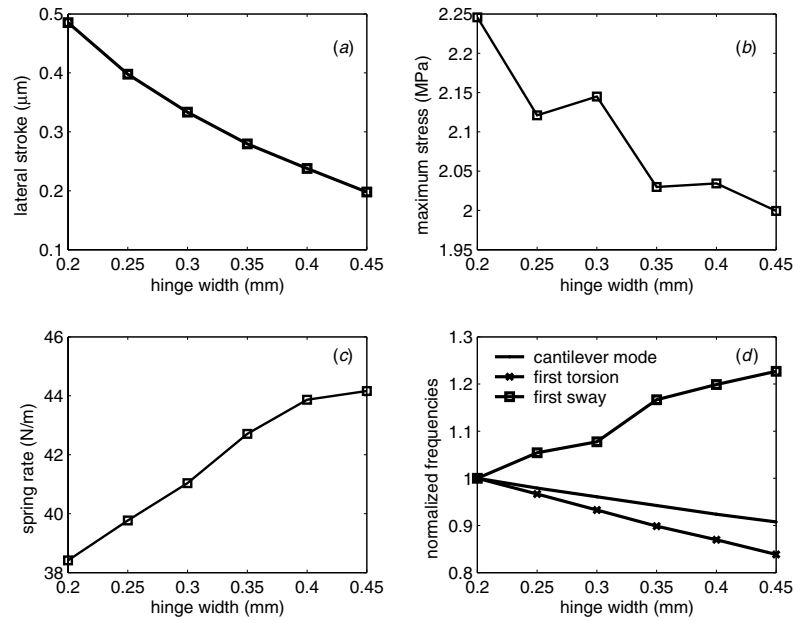 (a)
lateral stroke (μm)
0.5
0.4
0.3
0.2
0.1
0.2 0.25 0.3 0.35 0.4 0.45
hinge width (mm)
(b)
maximum stress (MPa)
2.25
2.2
2.15
2.1
2.05
2
1.95
0.2 0.25 0.3 0.35 0.4 0.45
hinge width (mm)
(c)
spring rate (N/m)
46
44
42
40
38
0.2 0.25 0.3 0.35 0.4 0.45
hinge width (mm)
(d)
cantilever mode
first torsion
first sway
normalized frequencies
1.3
1.2
1.1
1
0.9
0.8
0.2 0.25 0.3 0.35 0.4 0.45
hinge width (mm)